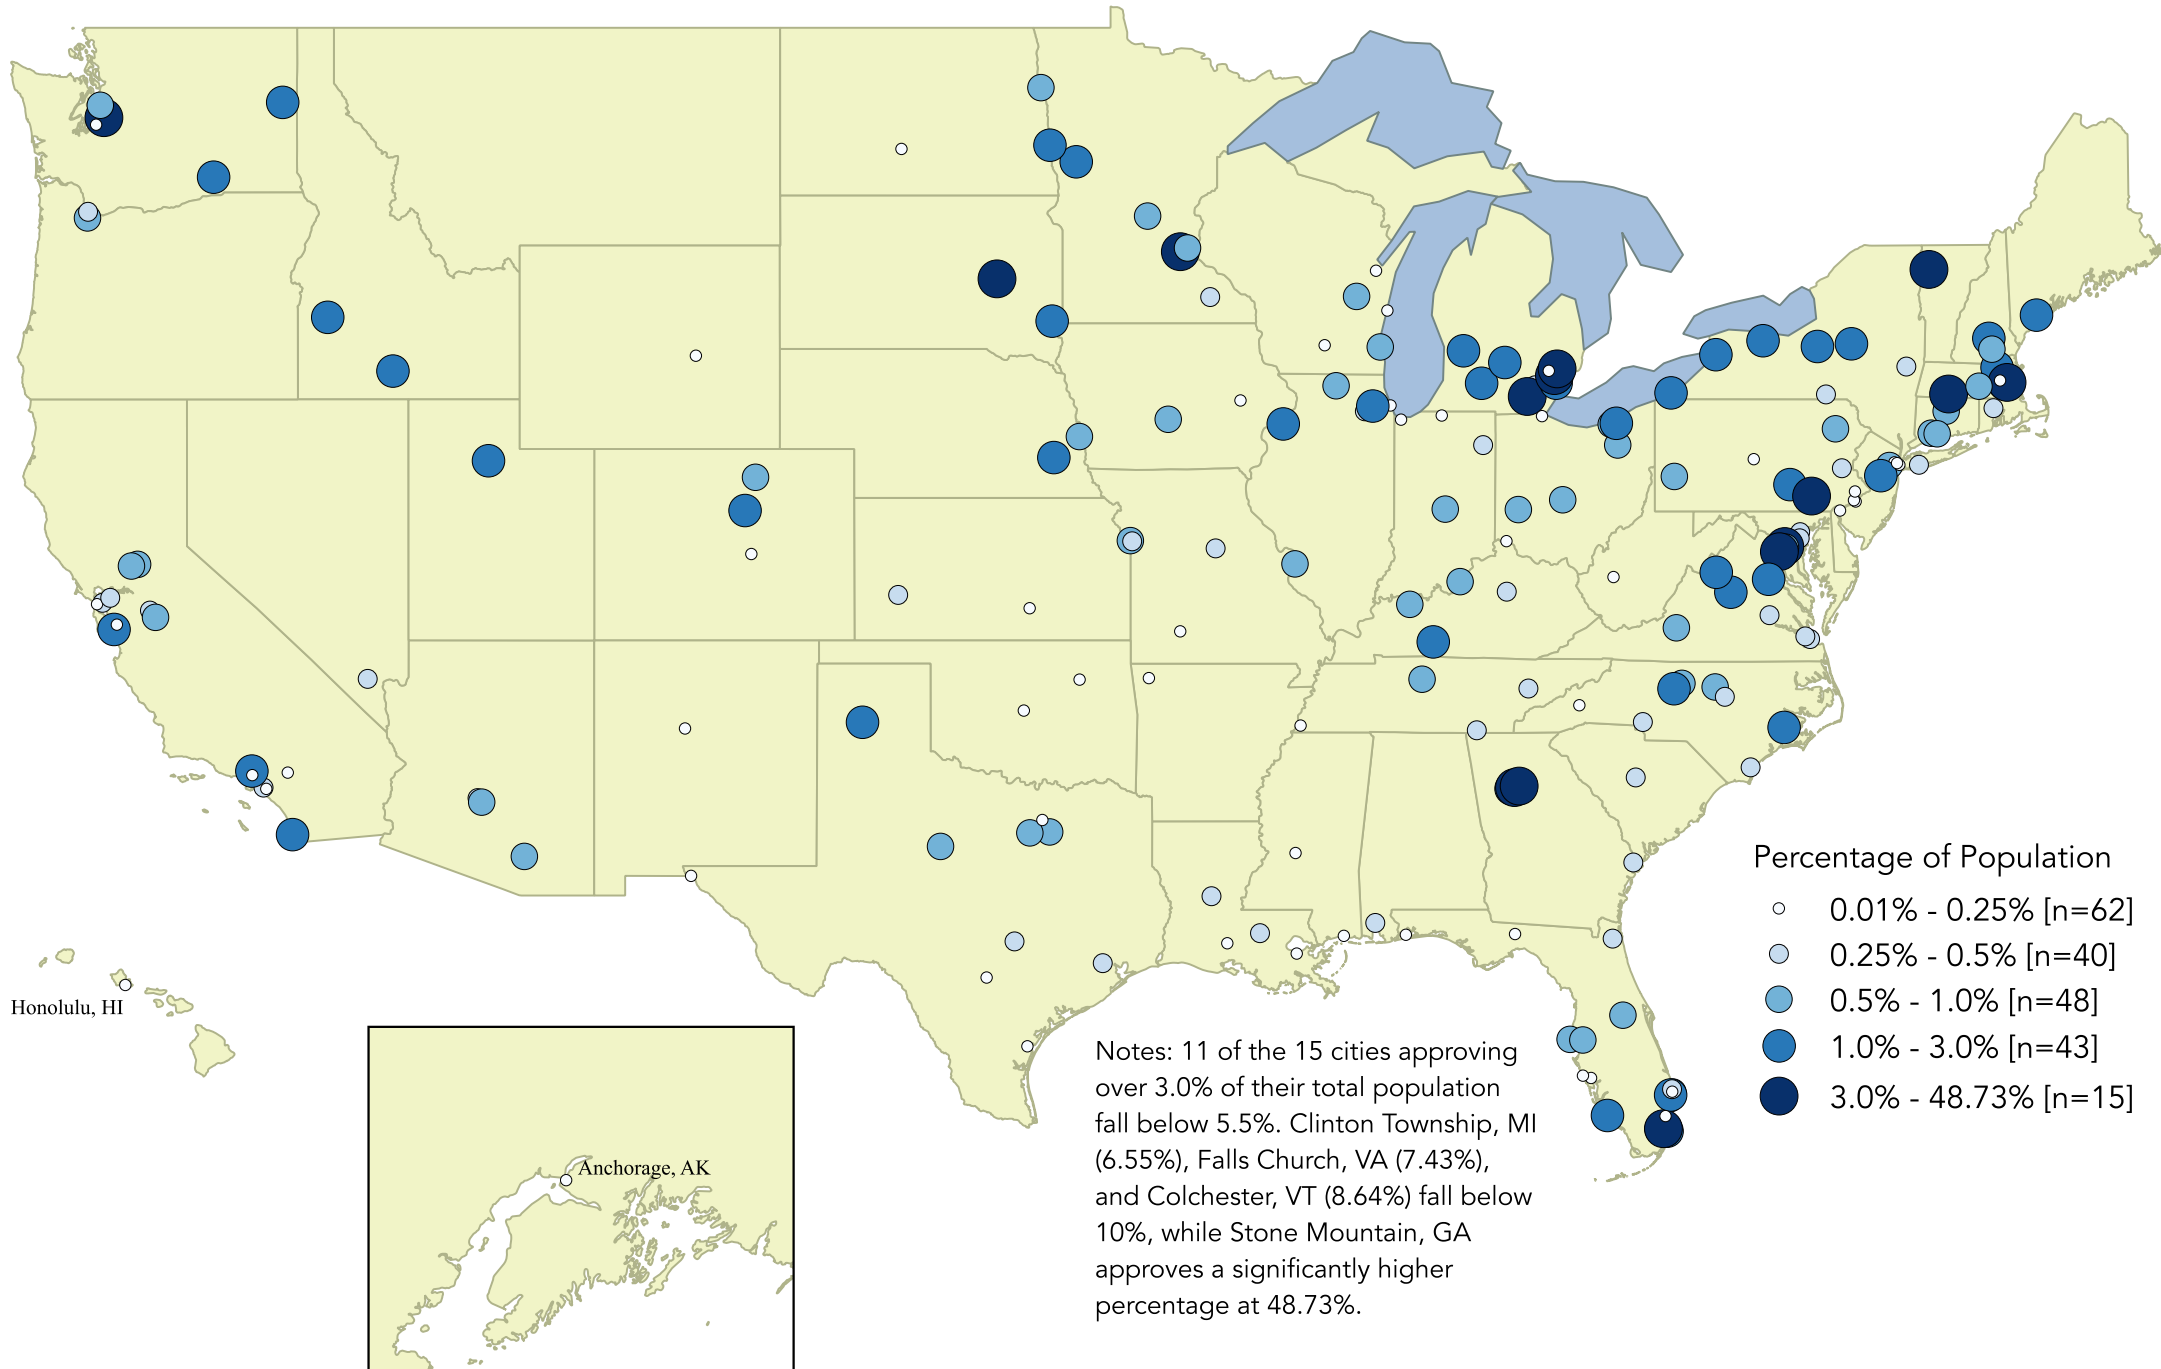 Percentage of Population
0.01% - 0.25% [n=62]
0.25% - 0.5% [n=40]
0.5% - 1.0% [n=48]
1.0% - 3.0% [n=43]
3.0% - 48.73% [n=15]
Honolulu, HI
Anchorage, AK
Notes: 11 of the 15 cities approving
over 3.0% of their total population
fall below 5.5%. Clinton Township, MI
(6.55%), Falls Church, VA (7.43%),
and Colchester, VT (8.64%) fall below
10%, while Stone Mountain, GA
approves a significantly higher
percentage at 48.73%.